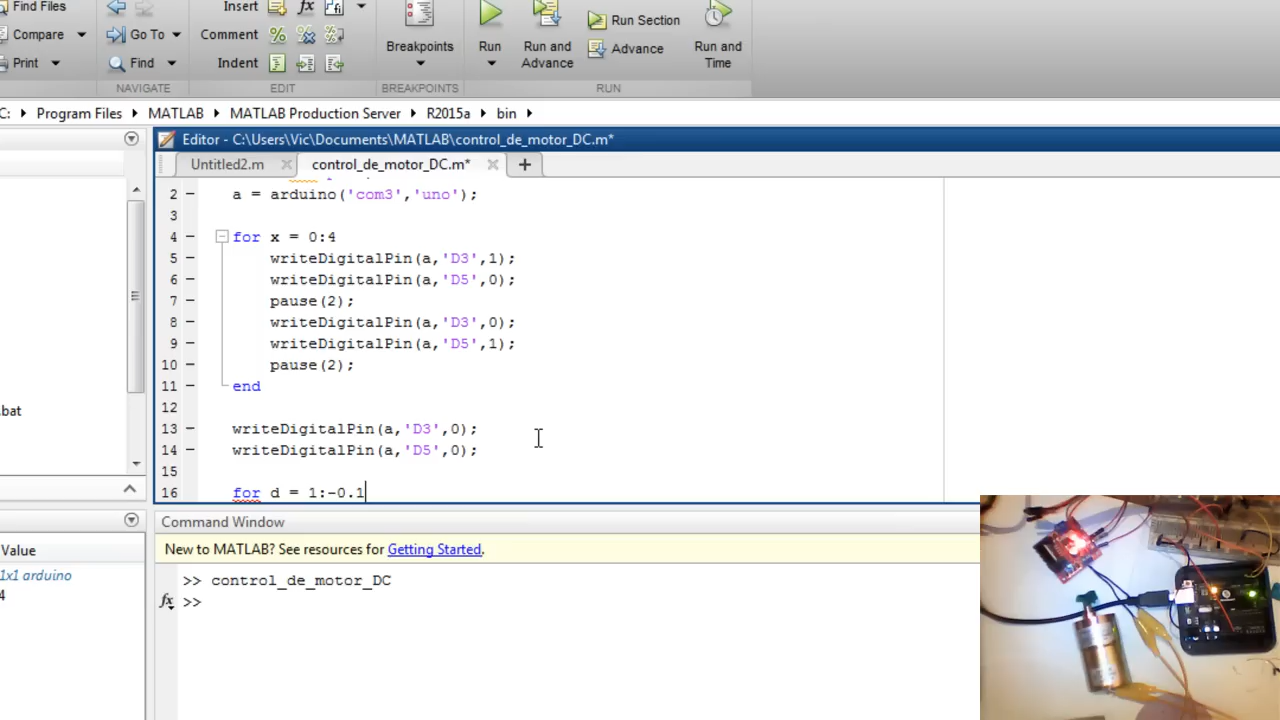 Find Files
Insert
Compare
Go To
Comment
Print
Find
Indent
Breakpoints
Run
Run and Advance
Run Section
Advance
Run and Time
NAVIGATE
EDIT
BREAKPOINTS
RUN
C: Program Files MATLAB MATLAB Production Server R2015a bin
Editor - C:\Users\Vic\Documents\MATLAB\control_de_motor_DC.m*
Untitled2.m control_de_motor_DC.m*
2 a = arduino('com3','uno');
3
4 for x = 0:4
5 writeDigitalPin(a,'D3',1);
6 writeDigitalPin(a,'D5',0);
7 pause(2);
8 writeDigitalPin(a,'D3',0);
9 writeDigitalPin(a,'D5',1);
10 pause(2);
11 end
12
13 writeDigitalPin(a,'D3',0);
14 writeDigitalPin(a,'D5',0);
15
16 for d = 1:-0.1
.bat
Value
1x1 arduino
4
Command Window
New to MATLAB? See resources for Getting Started.
>> control_de_motor_DC
fx >>